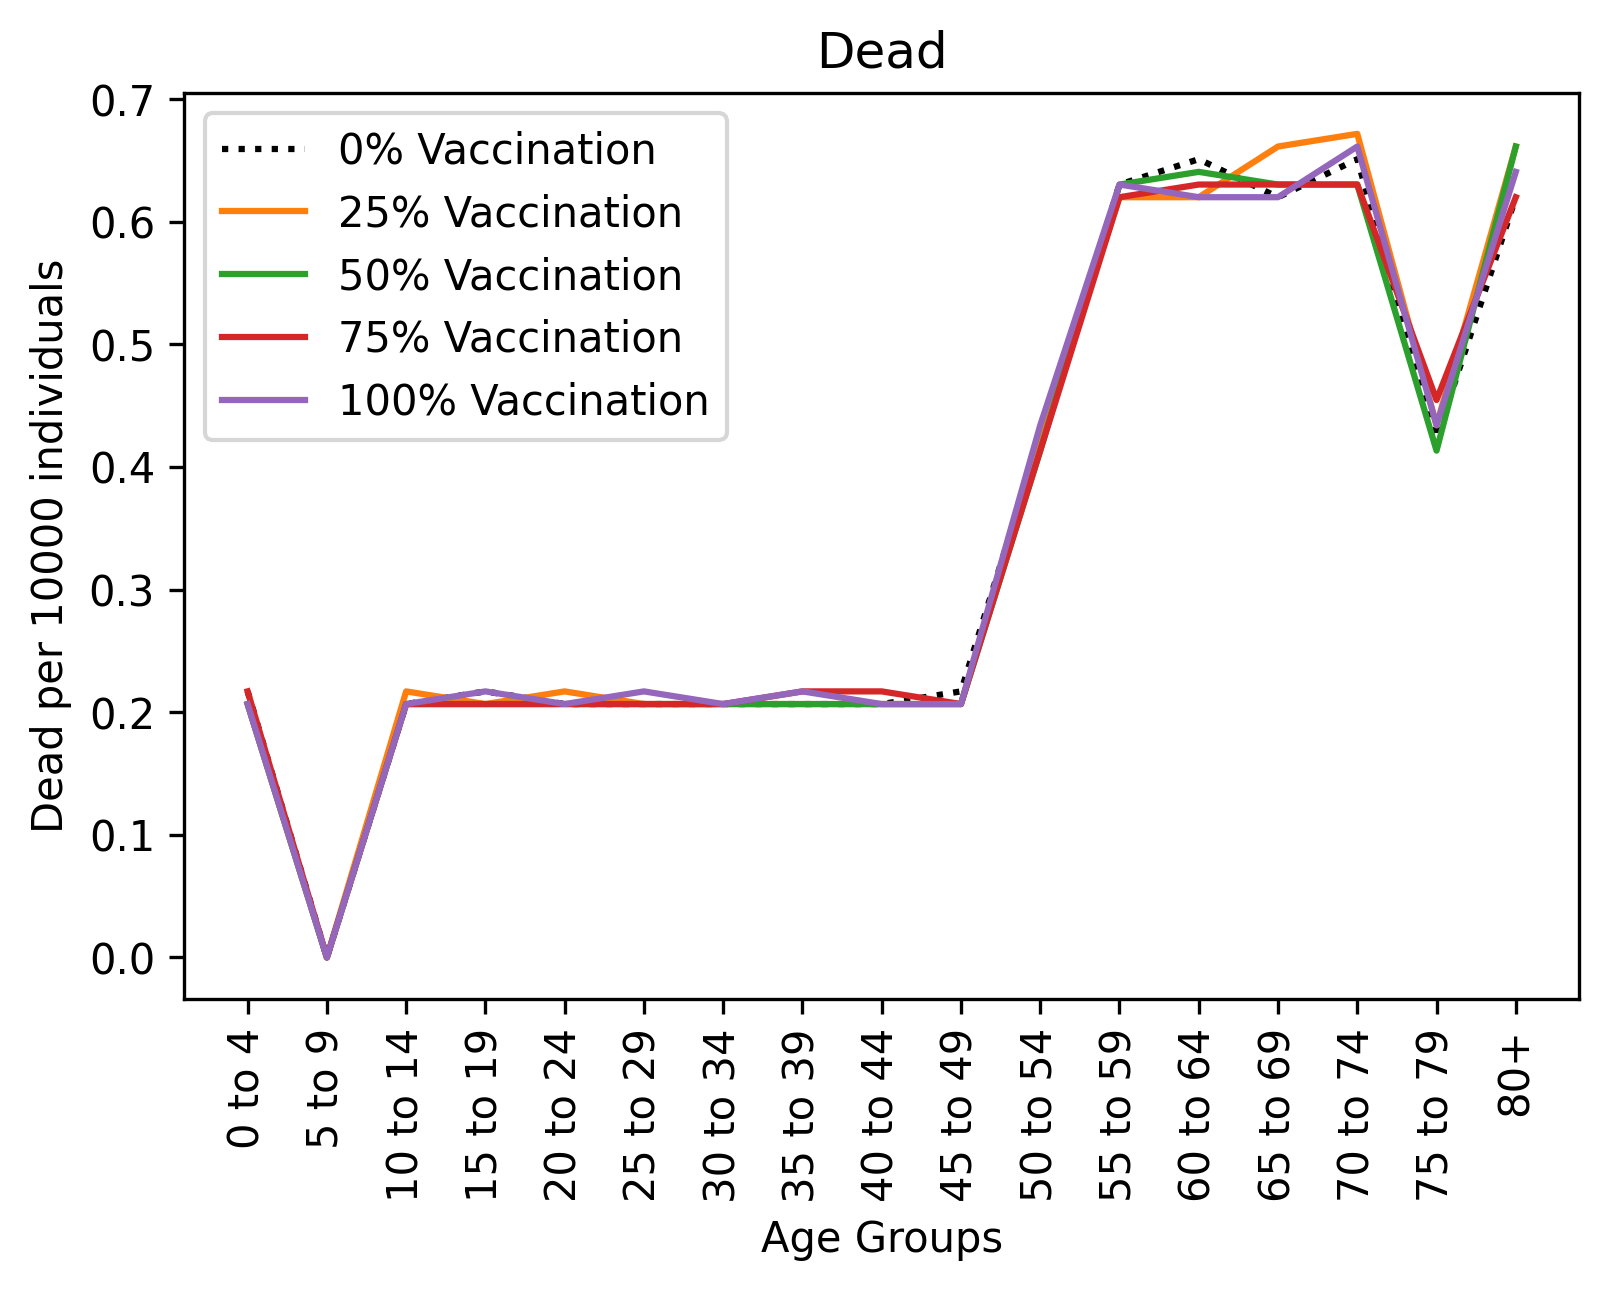 Dead
0.7
0.6
0.5
0.4
0.3
0.2
0.1
0.0
Dead per 10000 individuals
0% Vaccination
25% Vaccination
50% Vaccination
75% Vaccination
100% Vaccination
0 to 4
5 to 9
10 to 14
15 to 19
20 to 24
25 to 29
30 to 34
35 to 39
40 to 44
45 to 49
50 to 54
55 to 59
60 to 64
65 to 69
70 to 74
75 to 79
80+
Age Groups